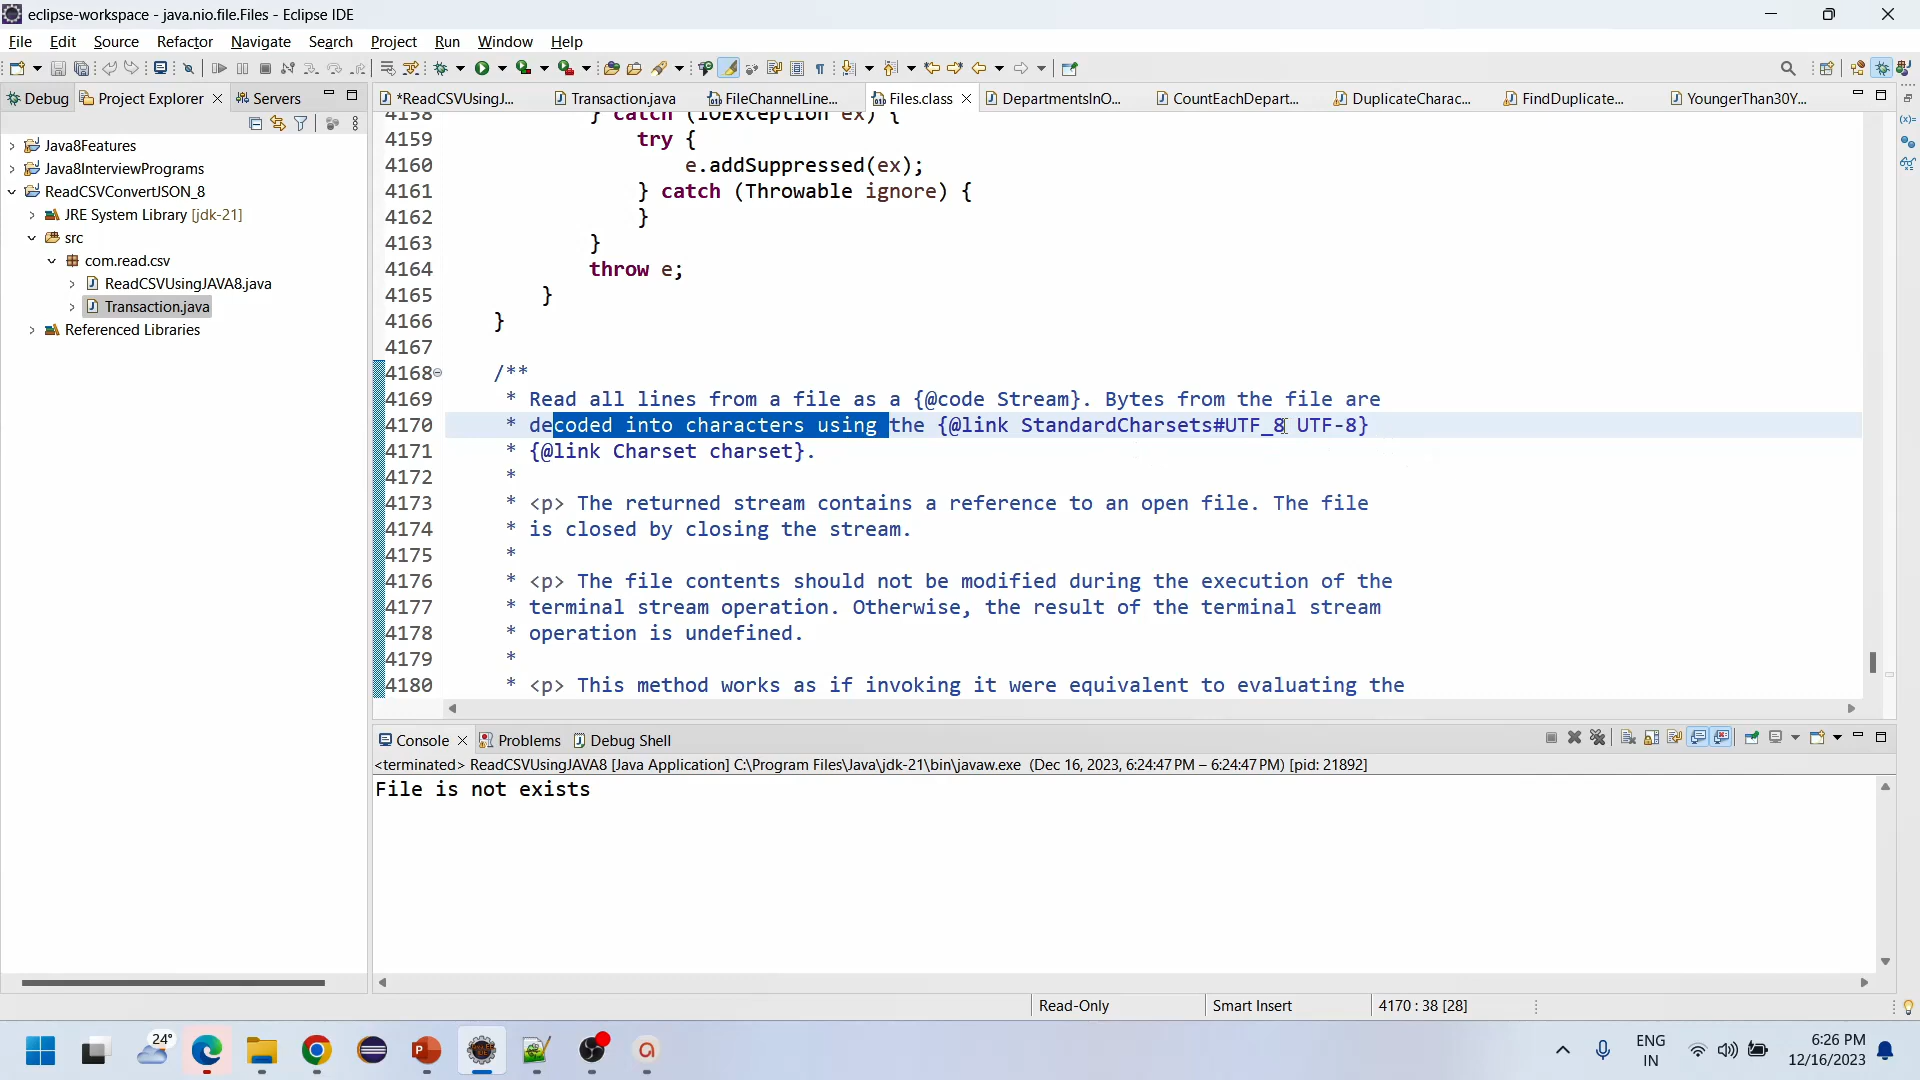 eclipse-workspace - java.nio.file.Files - Eclipse IDE
File Edit Source Refactor Navigate Search Project Run Window Help
Debug Project Explorer Servers
*ReadCSVUsingJ... Transaction.java FileChannelLine... Files.class DepartmentsInO... CountEachDepart... DuplicateCharac... FindDuplicate... YoungerThan30Y...
Java8Features
Java8InterviewPrograms
ReadCSVConvertJSON_8
JRE System Library [jdk-21]
src
com.read.csv
ReadCSVUsingJAVA8.java
Transaction.java
Referenced Libraries
4158 } catch (IOException ex) {
4159 try {
4160 e.addSuppressed(ex);
4161 } catch (Throwable ignore) {
4162 }
4163 }
4164 throw e;
4165 }
4166 }
4167
4168 /**
4169 * Read all lines from a file as a {@code Stream}. Bytes from the file are
4170 * decoded into characters using the {@link StandardCharsets#UTF_8 UTF-8}
4171 * {@link Charset charset}.
4172 *
4173 * <p> The returned stream contains a reference to an open file. The file
4174 * is closed by closing the stream.
4175 *
4176 * <p> The file contents should not be modified during the execution of the
4177 * terminal stream operation. Otherwise, the result of the terminal stream
4178 * operation is undefined.
4179 *
4180 * <p> This method works as if invoking it were equivalent to evaluating the
Console Problems Debug Shell
<terminated> ReadCSVUsingJAVA8 [Java Application] C:\Program Files\Java\jdk-21\bin\javaw.exe (Dec 16, 2023, 6:24:47 PM – 6:24:47 PM) [pid: 21892]
File is not exists
Read-Only Smart Insert 4170 : 38 [28]
24°
ENG
IN
6:26 PM
12/16/2023